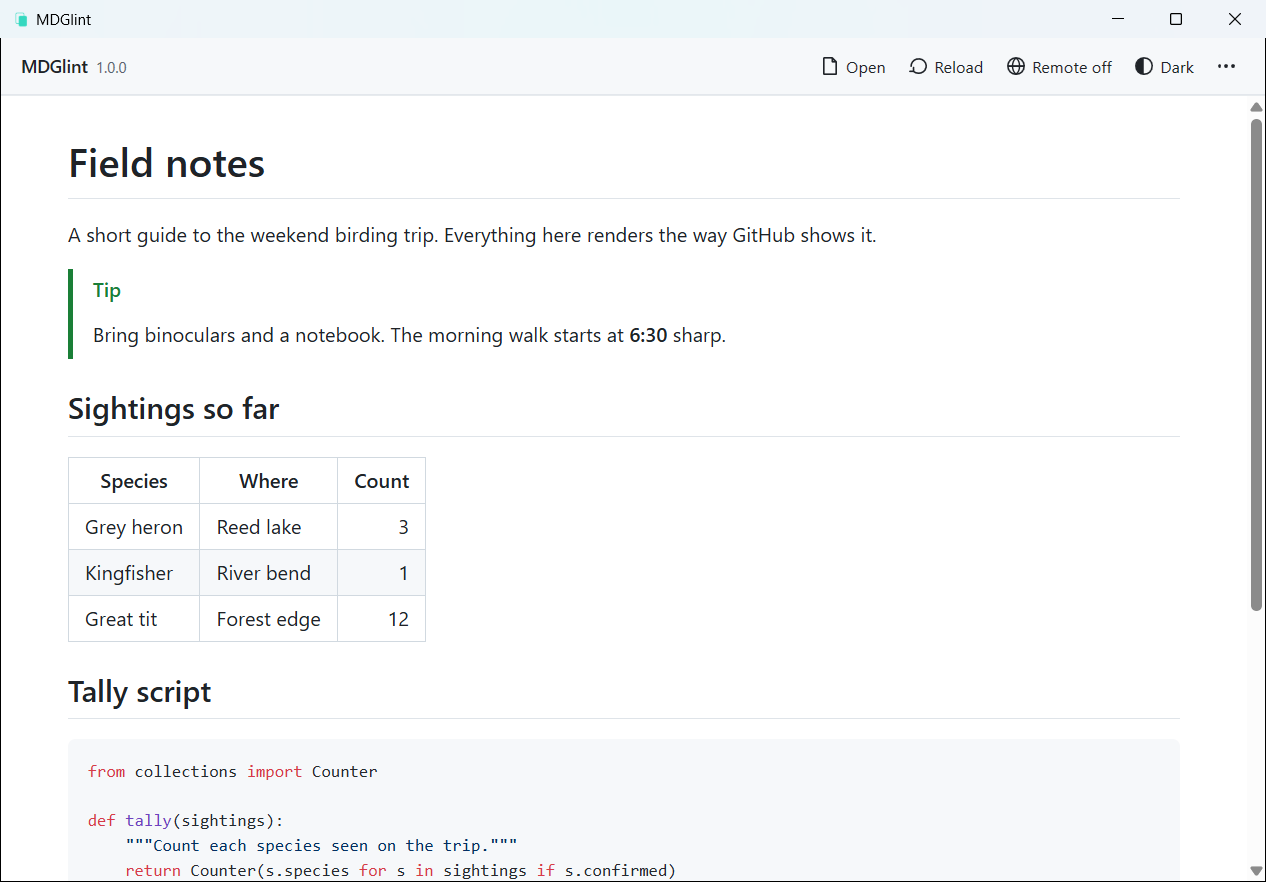 MDGlint
MDGlint 1.0.0
Open Reload Remote off Dark
Field notes
A short guide to the weekend birding trip. Everything here renders the way GitHub shows it.
Tip
Bring binoculars and a notebook. The morning walk starts at 6:30 sharp.
Sightings so far
Species Where Count
Grey heron Reed lake 3
Kingfisher River bend 1
Great tit Forest edge 12
Tally script
from collections import Counter
def tally(sightings):
    """Count each species seen on the trip."""
    return Counter(s.species for s in sightings if s.confirmed)